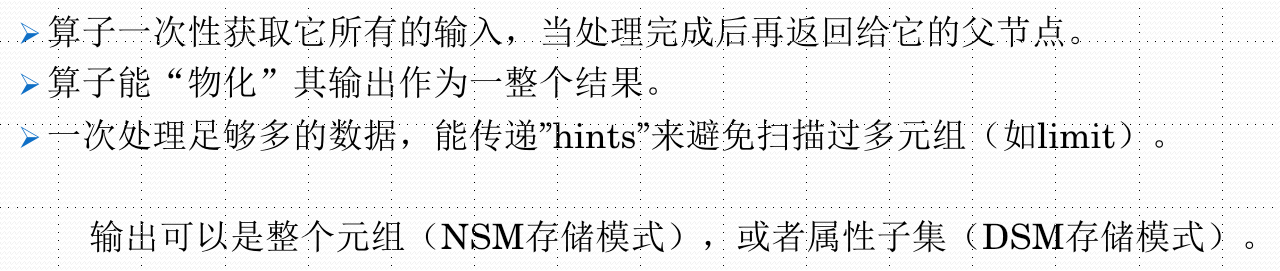 ➢算子一次性获取它所有的输入，当处理完成后再返回给它的父节点。
➢算子能“物化”其输出作为一整个结果。
➢一次处理足够多的数据，能传递”hints”来避免扫描过多元组（如limit）。
输出可以是整个元组（NSM存储模式），或者属性子集（DSM存储模式）。